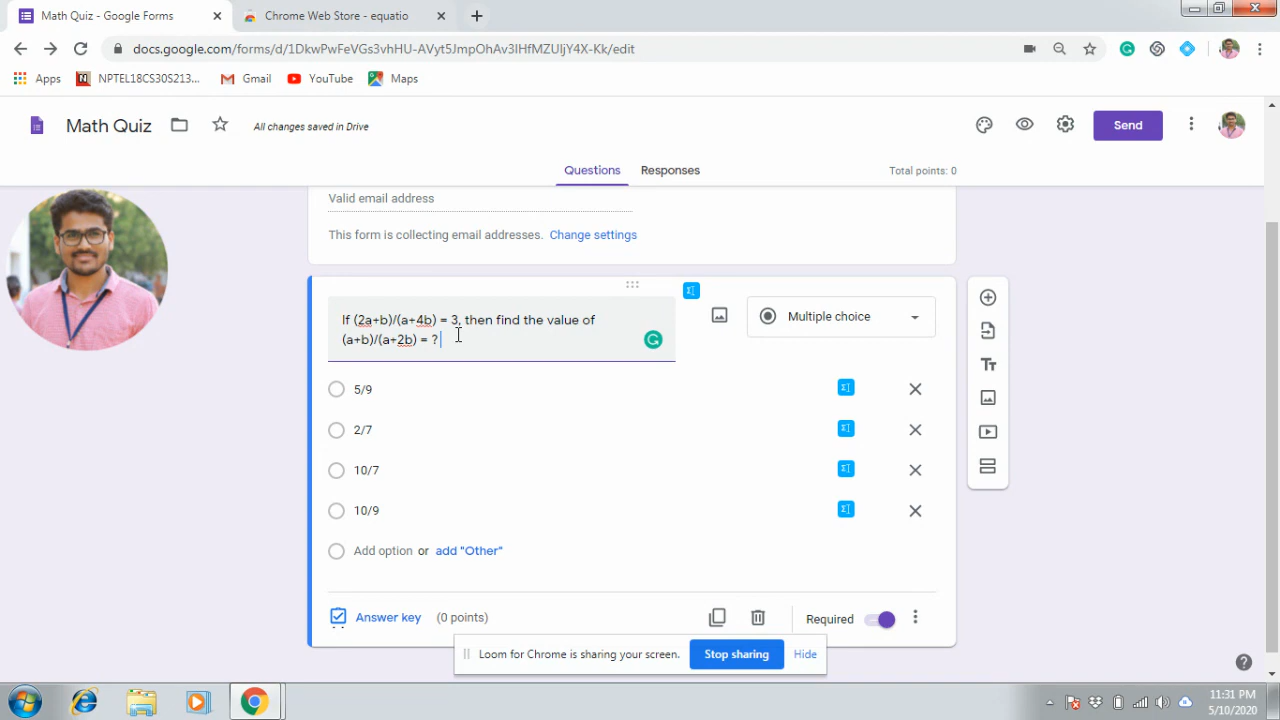 Math Quiz - Google Forms
Chrome Web Store - equatio
docs.google.com/forms/d/1DkwPwFeVGs3vhHU-AVyt5JmpOhAv3IHfMZUljY4X-Kk/edit
Apps
NPTEL18CS30S213...
Gmail
YouTube
Maps
Math Quiz
All changes saved in Drive
Send
Questions
Responses
Total points: 0
Valid email address
This form is collecting email addresses. Change settings
If (2a+b)/(a+4b) = 3, then find the value of
(a+b)/(a+2b) = ?
Multiple choice
5/9
2/7
10/7
10/9
Add option or add "Other"
Answer key (0 points)
Required
Loom for Chrome is sharing your screen.
Stop sharing
Hide
11:31 PM
5/10/2020